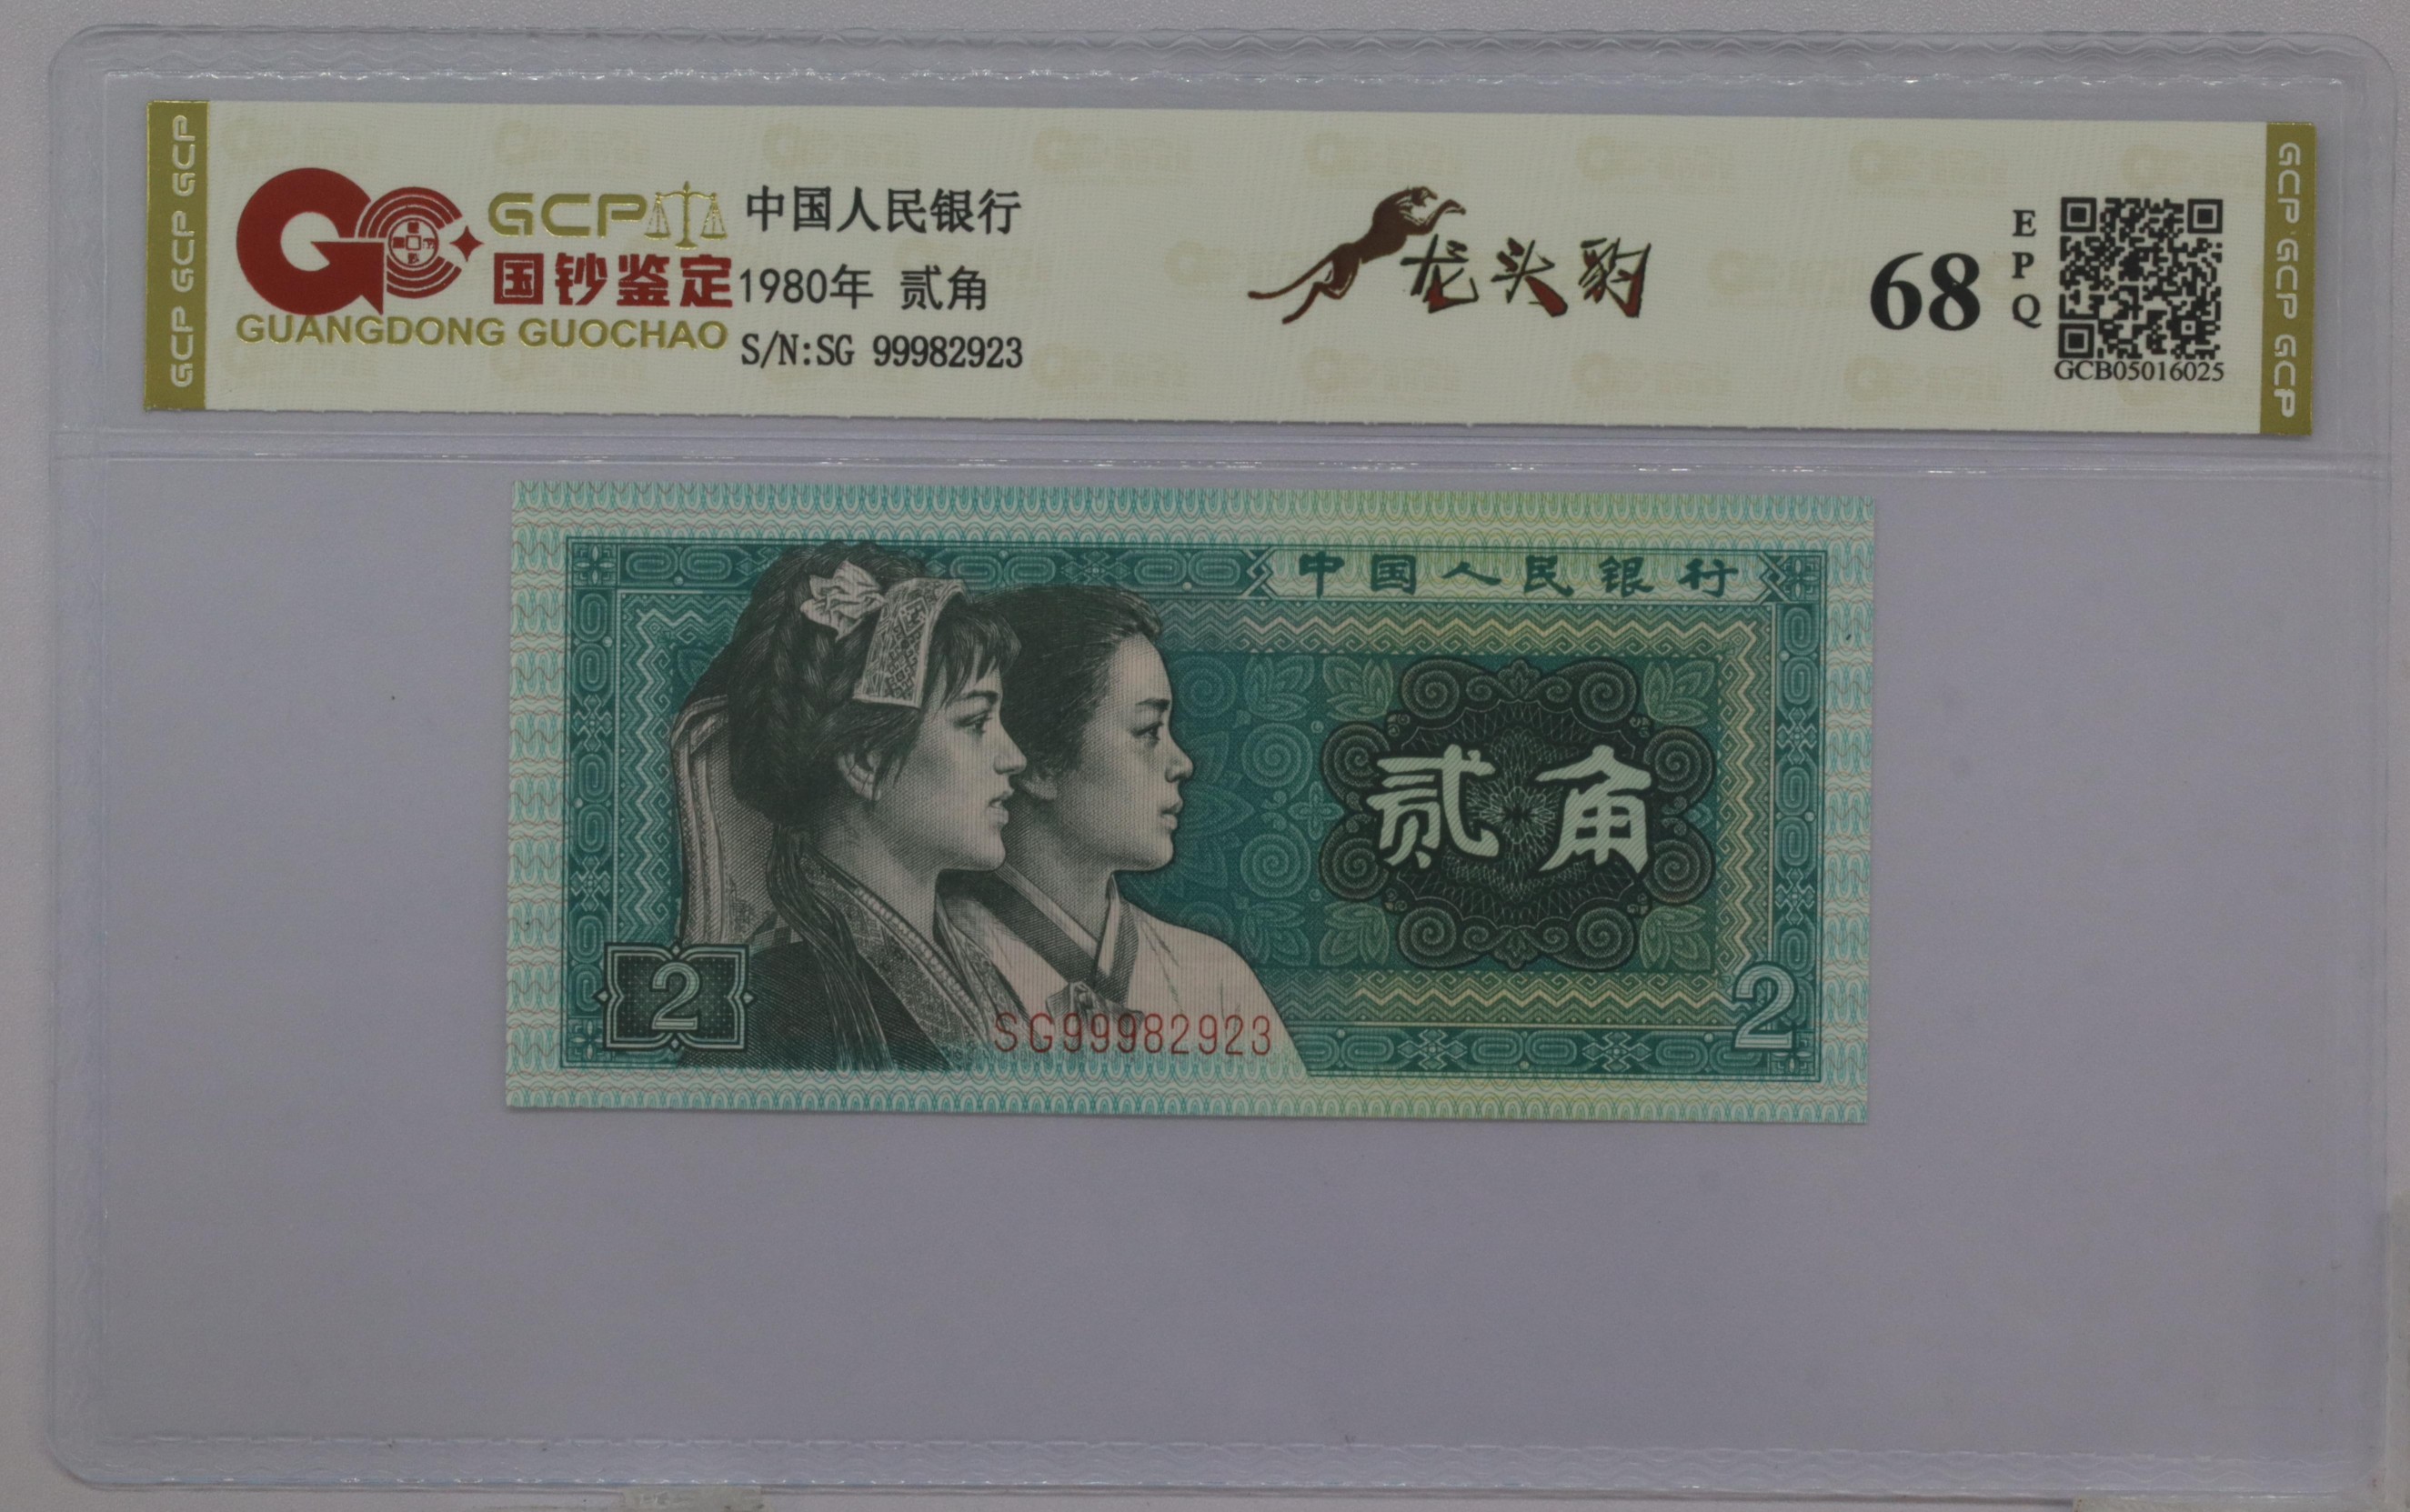 GCP GCP GCP
GCP
国钞鉴定
GUANGDONG GUOCHAO
中国人民银行
1980年 贰角
S/N:SG 99982923
龙头豹
68
EPQ
GCB05016025
GCP GCP GCP
中国人民银行
贰角
2
2
SG99982923